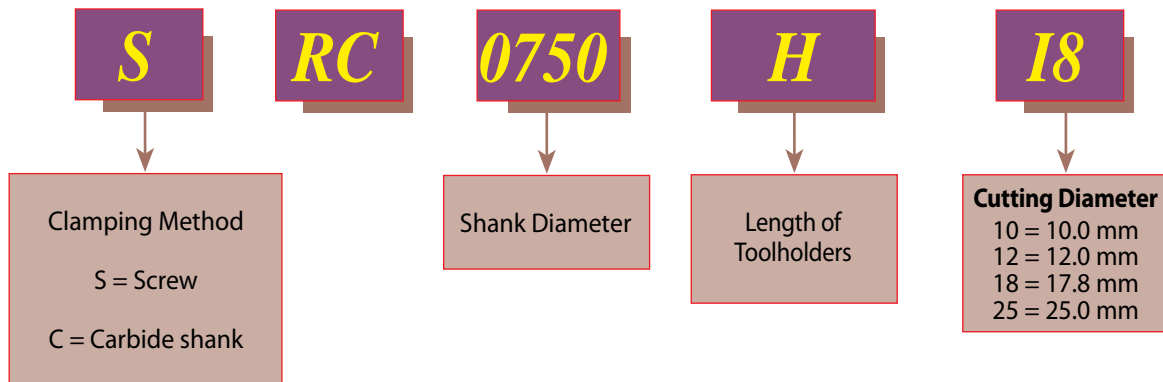 S RC 0750 H I8
Clamping Method
S = Screw
C = Carbide shank
Shank Diameter
Length of
Toolholders
Cutting Diameter
10 = 10.0 mm
12 = 12.0 mm
18 = 17.8 mm
25 = 25.0 mm